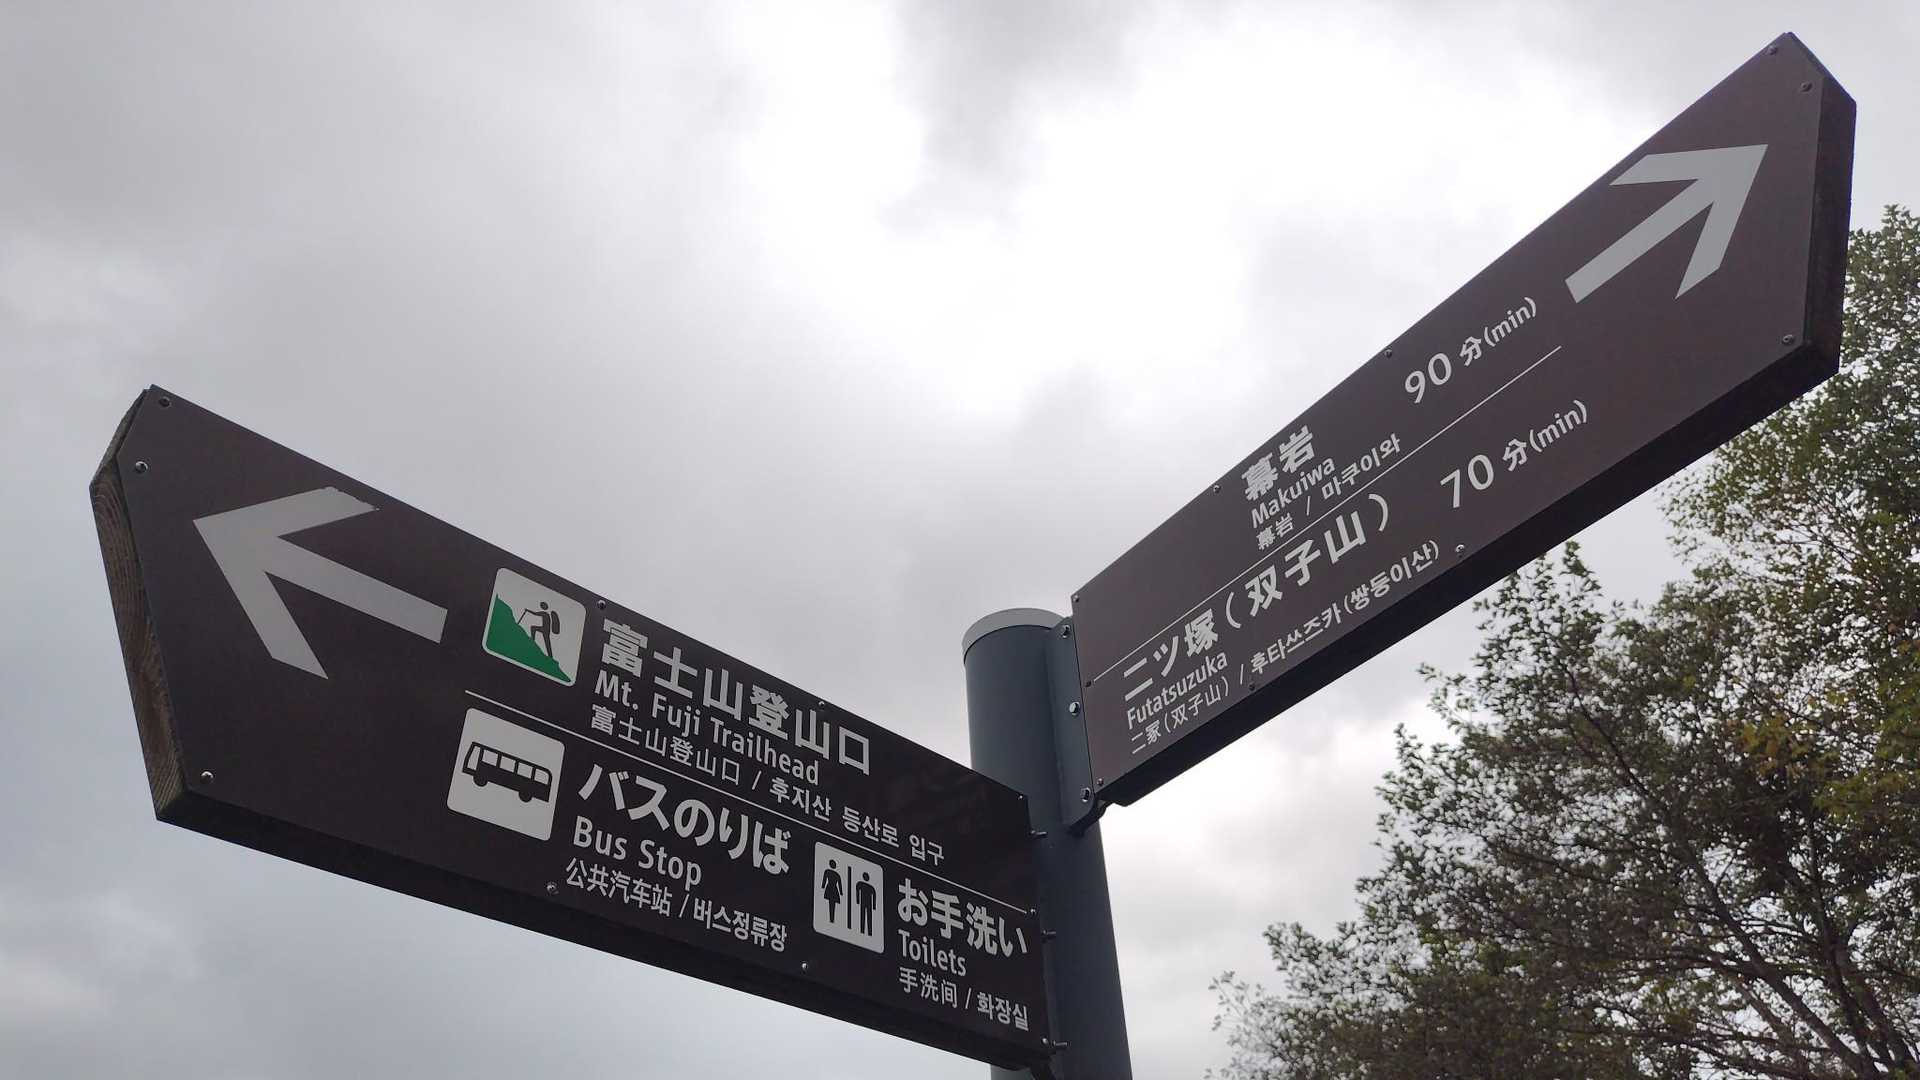 富士山登山口
Mt. Fuji Trailhead
富士山登山口 / 후지산 등산로 입구
バスのりば
Bus Stop
公共汽车站 / 버스정류장
お手洗い
Toilets
手洗间 / 화장실
幕岩 90 分(min)
Makuiwa
幕岩 / 마쿠이와
二ツ塚(双子山) 70 分(min)
Futatsuzuka
二冢(双子山) / 후타쓰즈카(쌍둥이산)